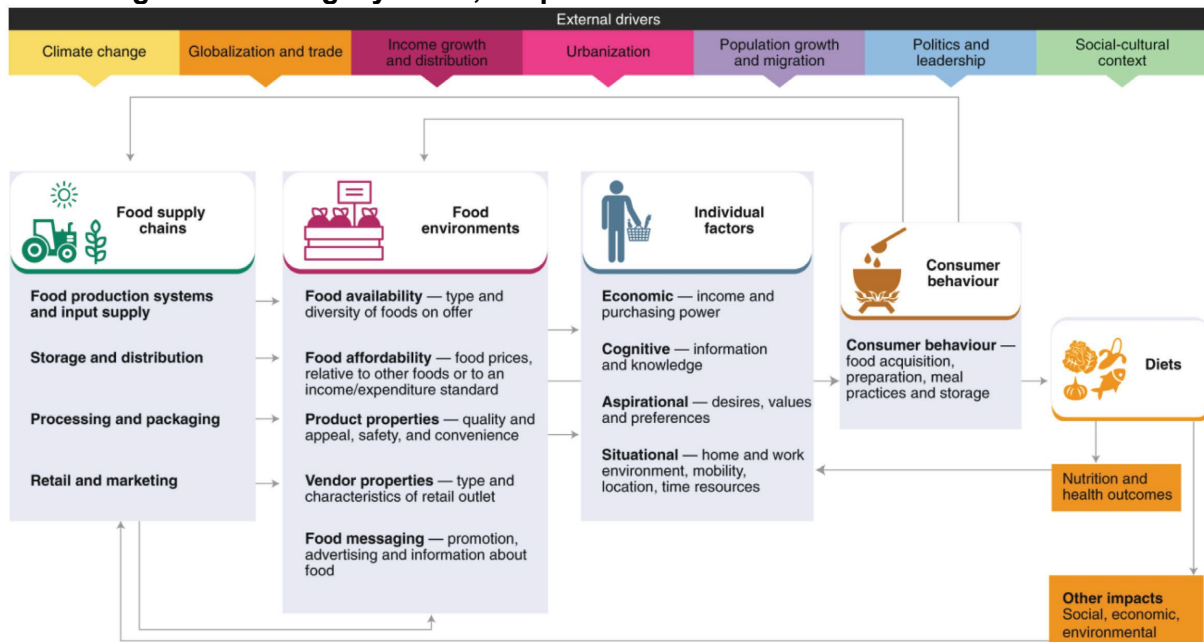 External drivers
Climate change
Globalization and trade
Income growth
and distribution
Urbanization
Population growth
and migration
Politics and
leadership
Social-cultural
context
Food supply
chains
Food production systems
and input supply
Storage and distribution
Processing and packaging
Retail and marketing
Food
environments
Food availability — type and
diversity of foods on offer
Food affordability — food prices,
relative to other foods or to an
income/expenditure standard
Product properties — quality and
appeal, safety, and convenience
Vendor properties — type and
characteristics of retail outlet
Food messaging — promotion,
advertising and information about
food
Individual
factors
Economic — income and
purchasing power
Cognitive — information
and knowledge
Aspirational — desires, values
and preferences
Situational — home and work
environment, mobility,
location, time resources
Consumer
behaviour
Consumer behaviour —
food acquisition,
preparation, meal
practices and storage
Diets
Nutrition and
health outcomes
Other impacts
Social, economic,
environmental